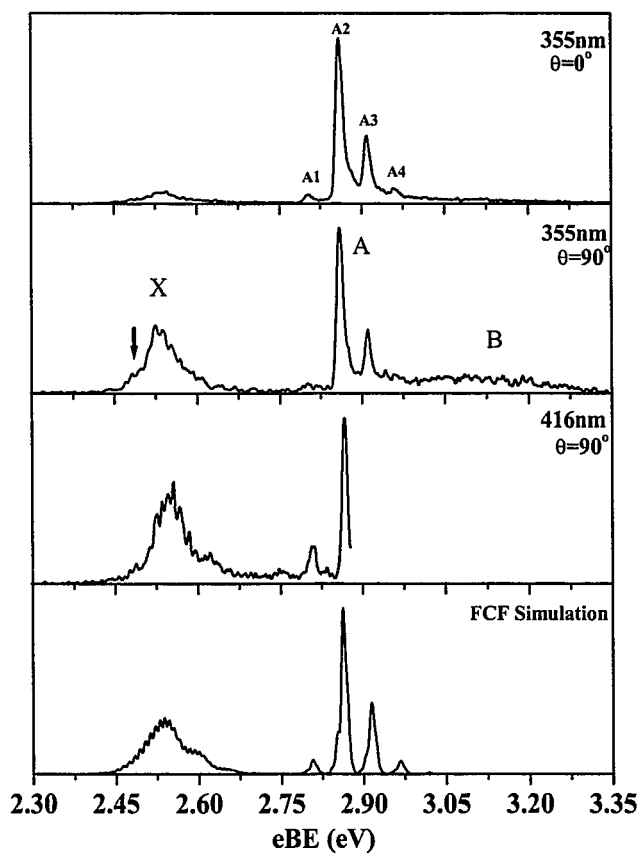 A2
355nm
θ=0°
A3
A1
A4
355nm
θ=90°
A
X
B
416nm
θ=90°
FCF Simulation
2.30 2.45 2.60 2.75 2.90 3.05 3.20 3.35
eBE (eV)